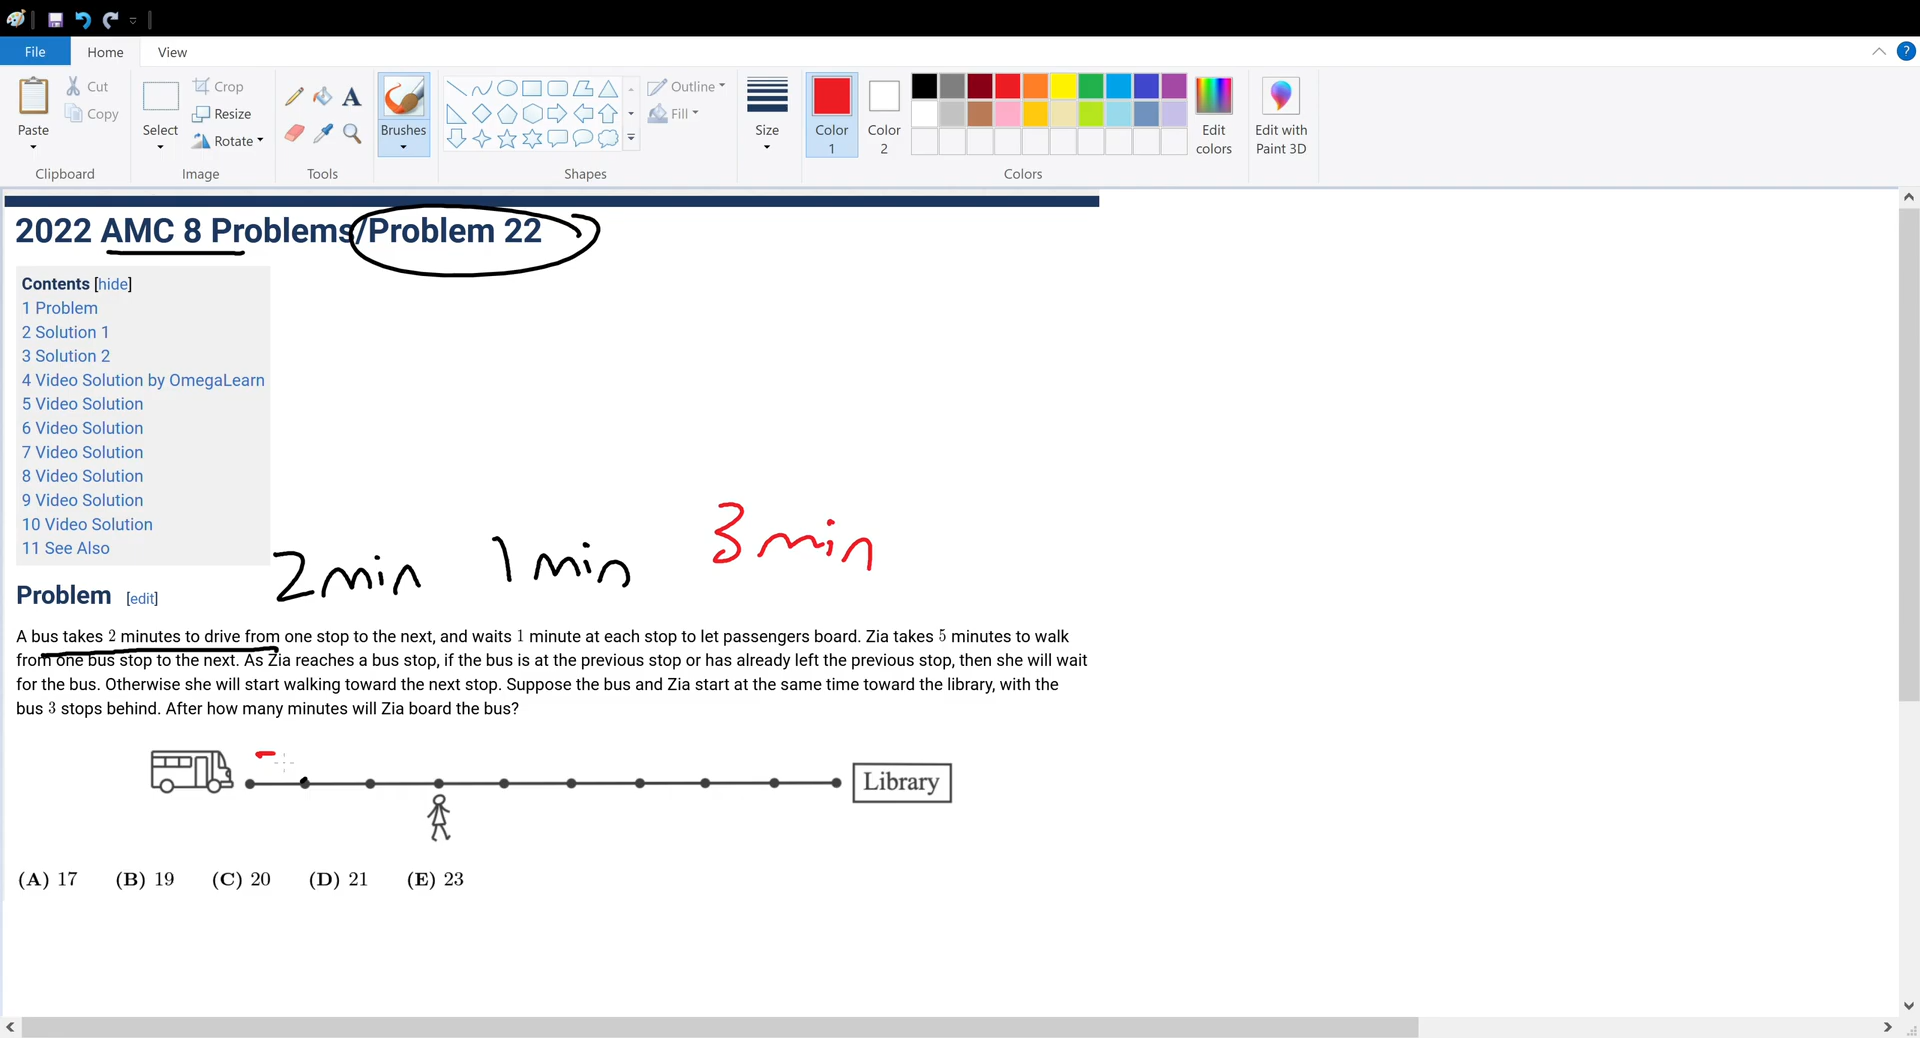 File Home View
Paste Cut Copy Select Crop Resize Rotate Brushes Outline Fill Size Color 1 Color 2 Edit colors Edit with Paint 3D
Clipboard Image Tools Shapes Colors
2022 AMC 8 Problems/Problem 22
Contents [hide]
1 Problem
2 Solution 1
3 Solution 2
4 Video Solution by OmegaLearn
5 Video Solution
6 Video Solution
7 Video Solution
8 Video Solution
9 Video Solution
10 Video Solution
11 See Also
2 min 1 min 3 min
Problem [edit]
A bus takes 2 minutes to drive from one stop to the next, and waits 1 minute at each stop to let passengers board. Zia takes 5 minutes to walk
from one bus stop to the next. As Zia reaches a bus stop, if the bus is at the previous stop or has already left the previous stop, then she will wait
for the bus. Otherwise she will start walking toward the next stop. Suppose the bus and Zia start at the same time toward the library, with the
bus 3 stops behind. After how many minutes will Zia board the bus?
Library
(A) 17 (B) 19 (C) 20 (D) 21 (E) 23